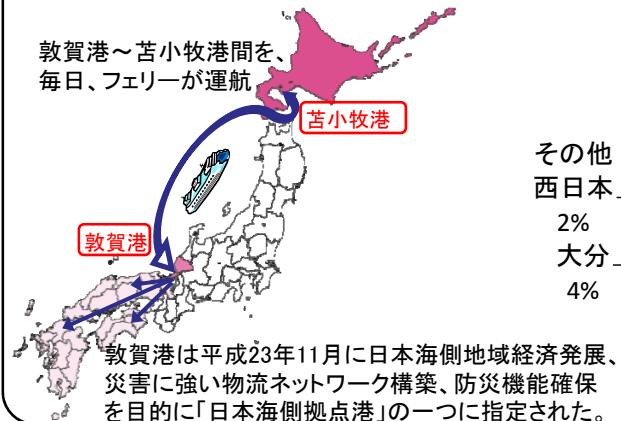 敦賀港～苫小牧港間を、
毎日、フェリーが運航
苫小牧港
敦賀港
その他
西日本
2%
大分
4%
敦賀港は平成23年11月に日本海側地域経済発展、
災害に強い物流ネットワーク構築、防災機能確保
を目的に「日本海側拠点港」の一つに指定された。